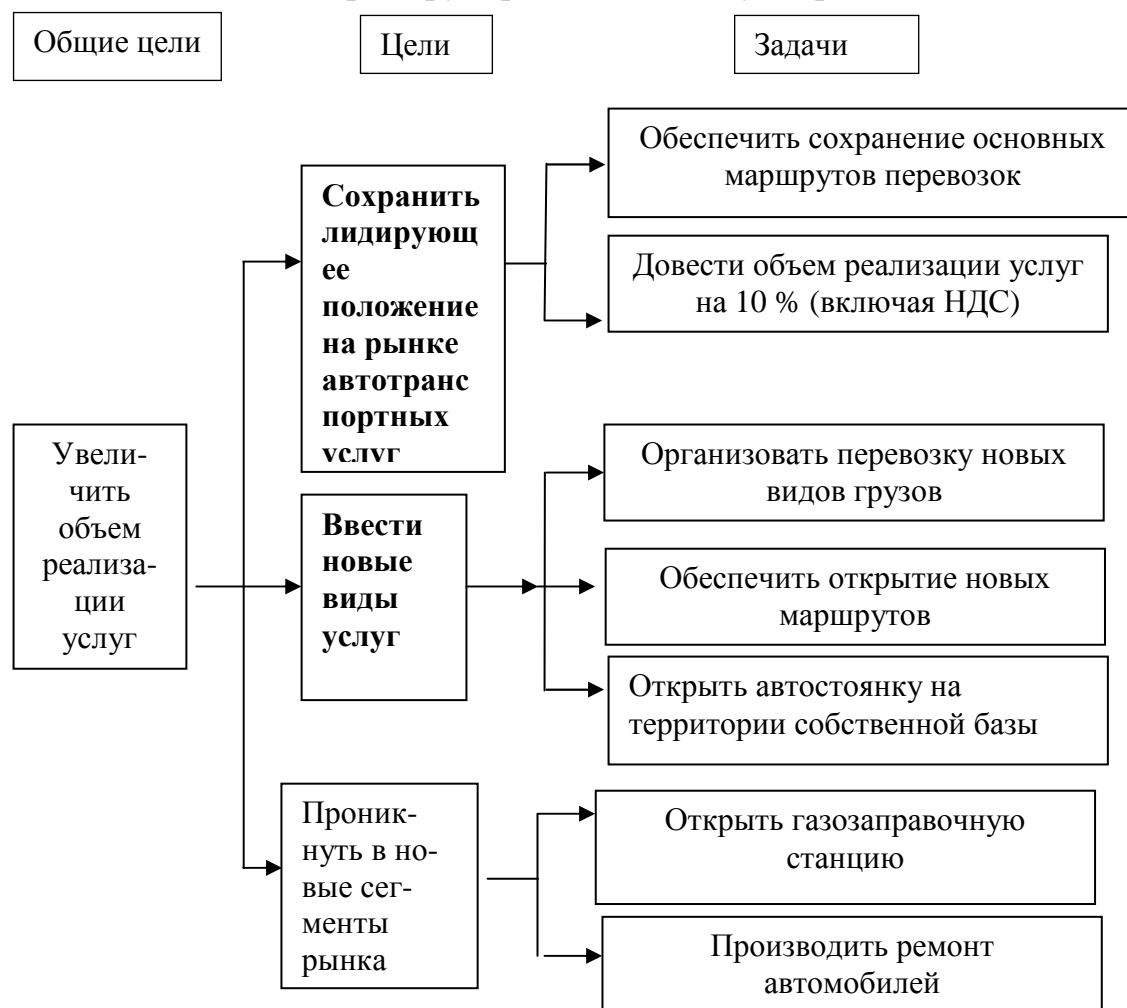 Общие цели
Цели
Задачи
Обеспечить сохранение основных
маршрутов перевозок
Сохранить
лидирующ
ее
положение
на рынке
автотранс
портных
услуг
Довести объем реализации услуг
на 10 % (включая НДС)
Увели-
чить
объем
реализа-
ции
услуг
Ввести
новые
виды
услуг
Организовать перевозку новых
видов грузов
Обеспечить открытие новых
маршрутов
Открыть автостоянку на
территории собственной базы
Проник-
нуть в но-
вые сег-
менты
рынка
Открыть газозаправочную
станцию
Производить ремонт
автомобилей